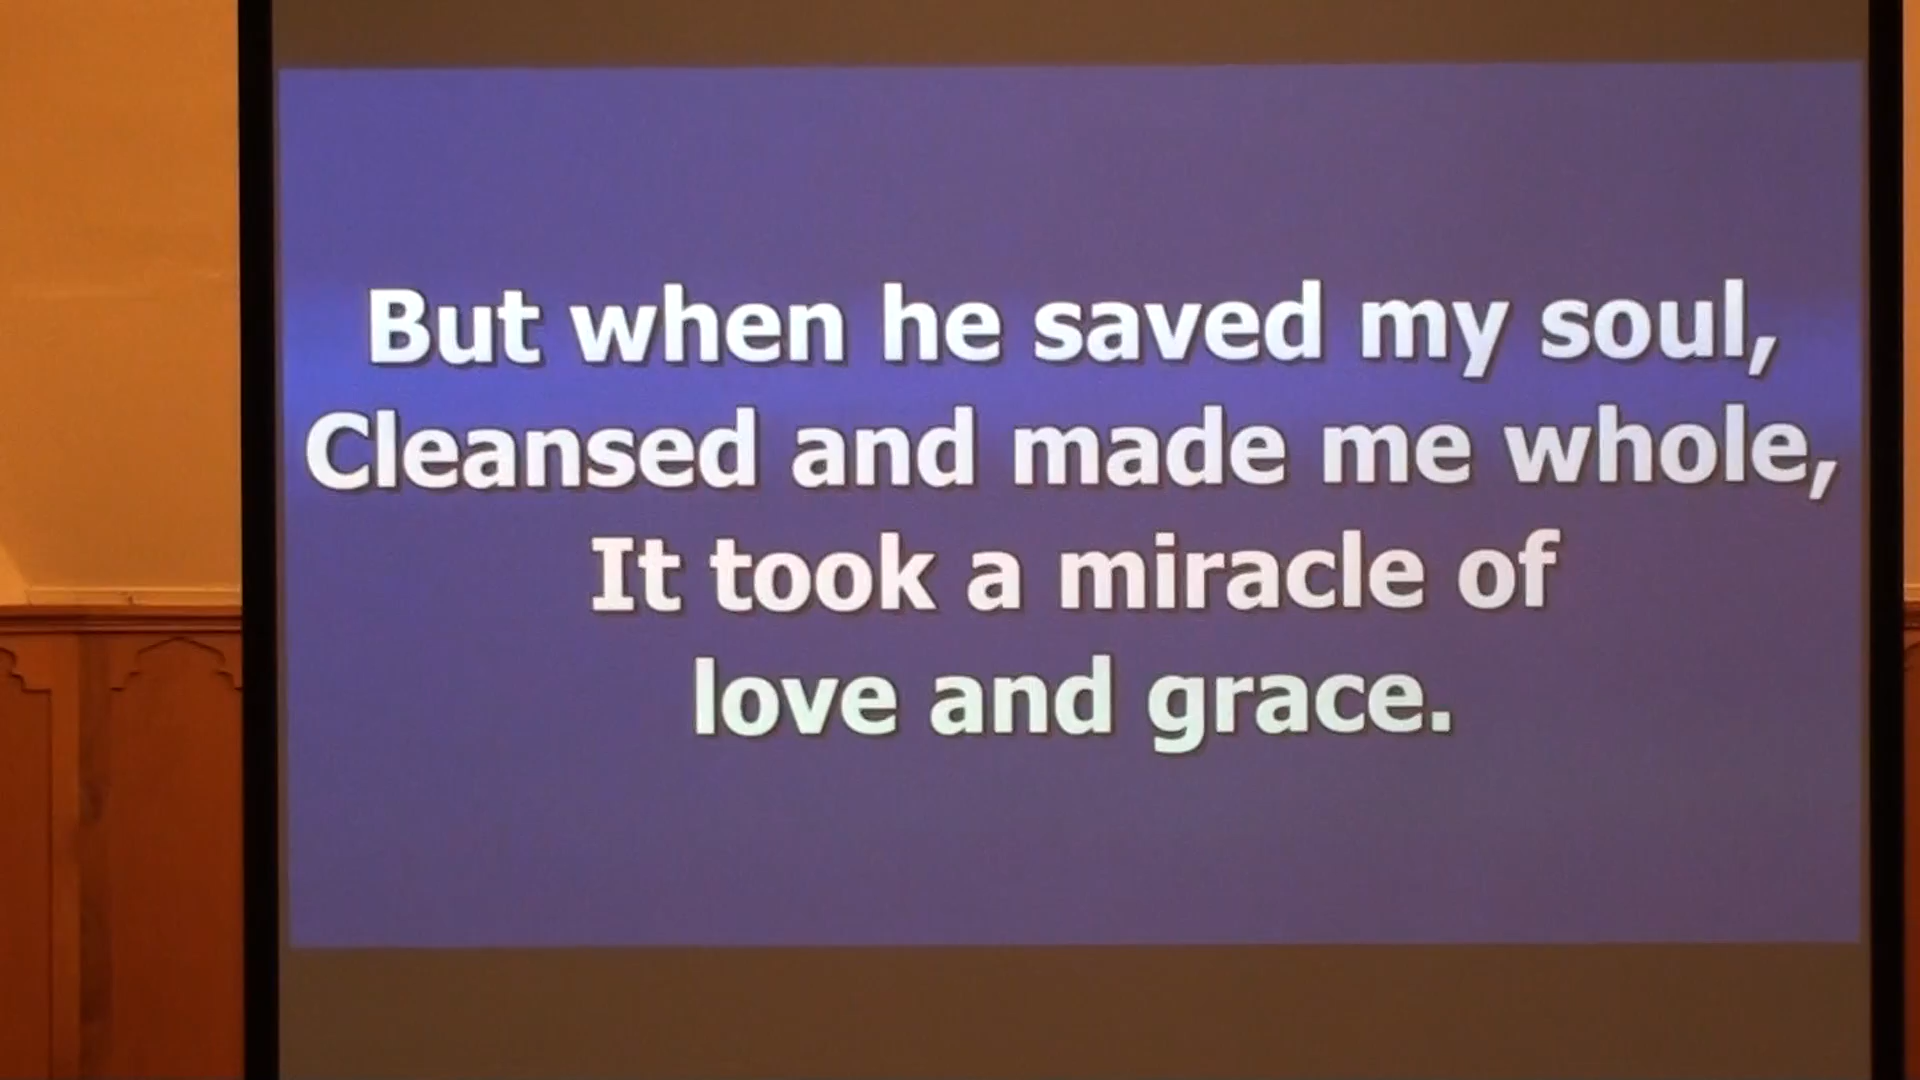 But when he saved my soul,
Cleansed and made me whole,
It took a miracle of
love and grace.